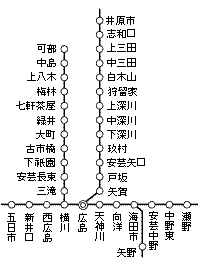 井原市
志和口
上三田
中三田
白木山
狩留家
上深川
中深川
下深川
玖村
安芸矢口
戸坂
矢賀
可部
中島
上八木
梅林
七軒茶屋
緑井
大町
古市橋
下祇園
安芸長束
三滝
五日市
新井口
西広島
横川
広島
天神川
向洋
海田市
安芸中野
中野東
瀬野
矢野